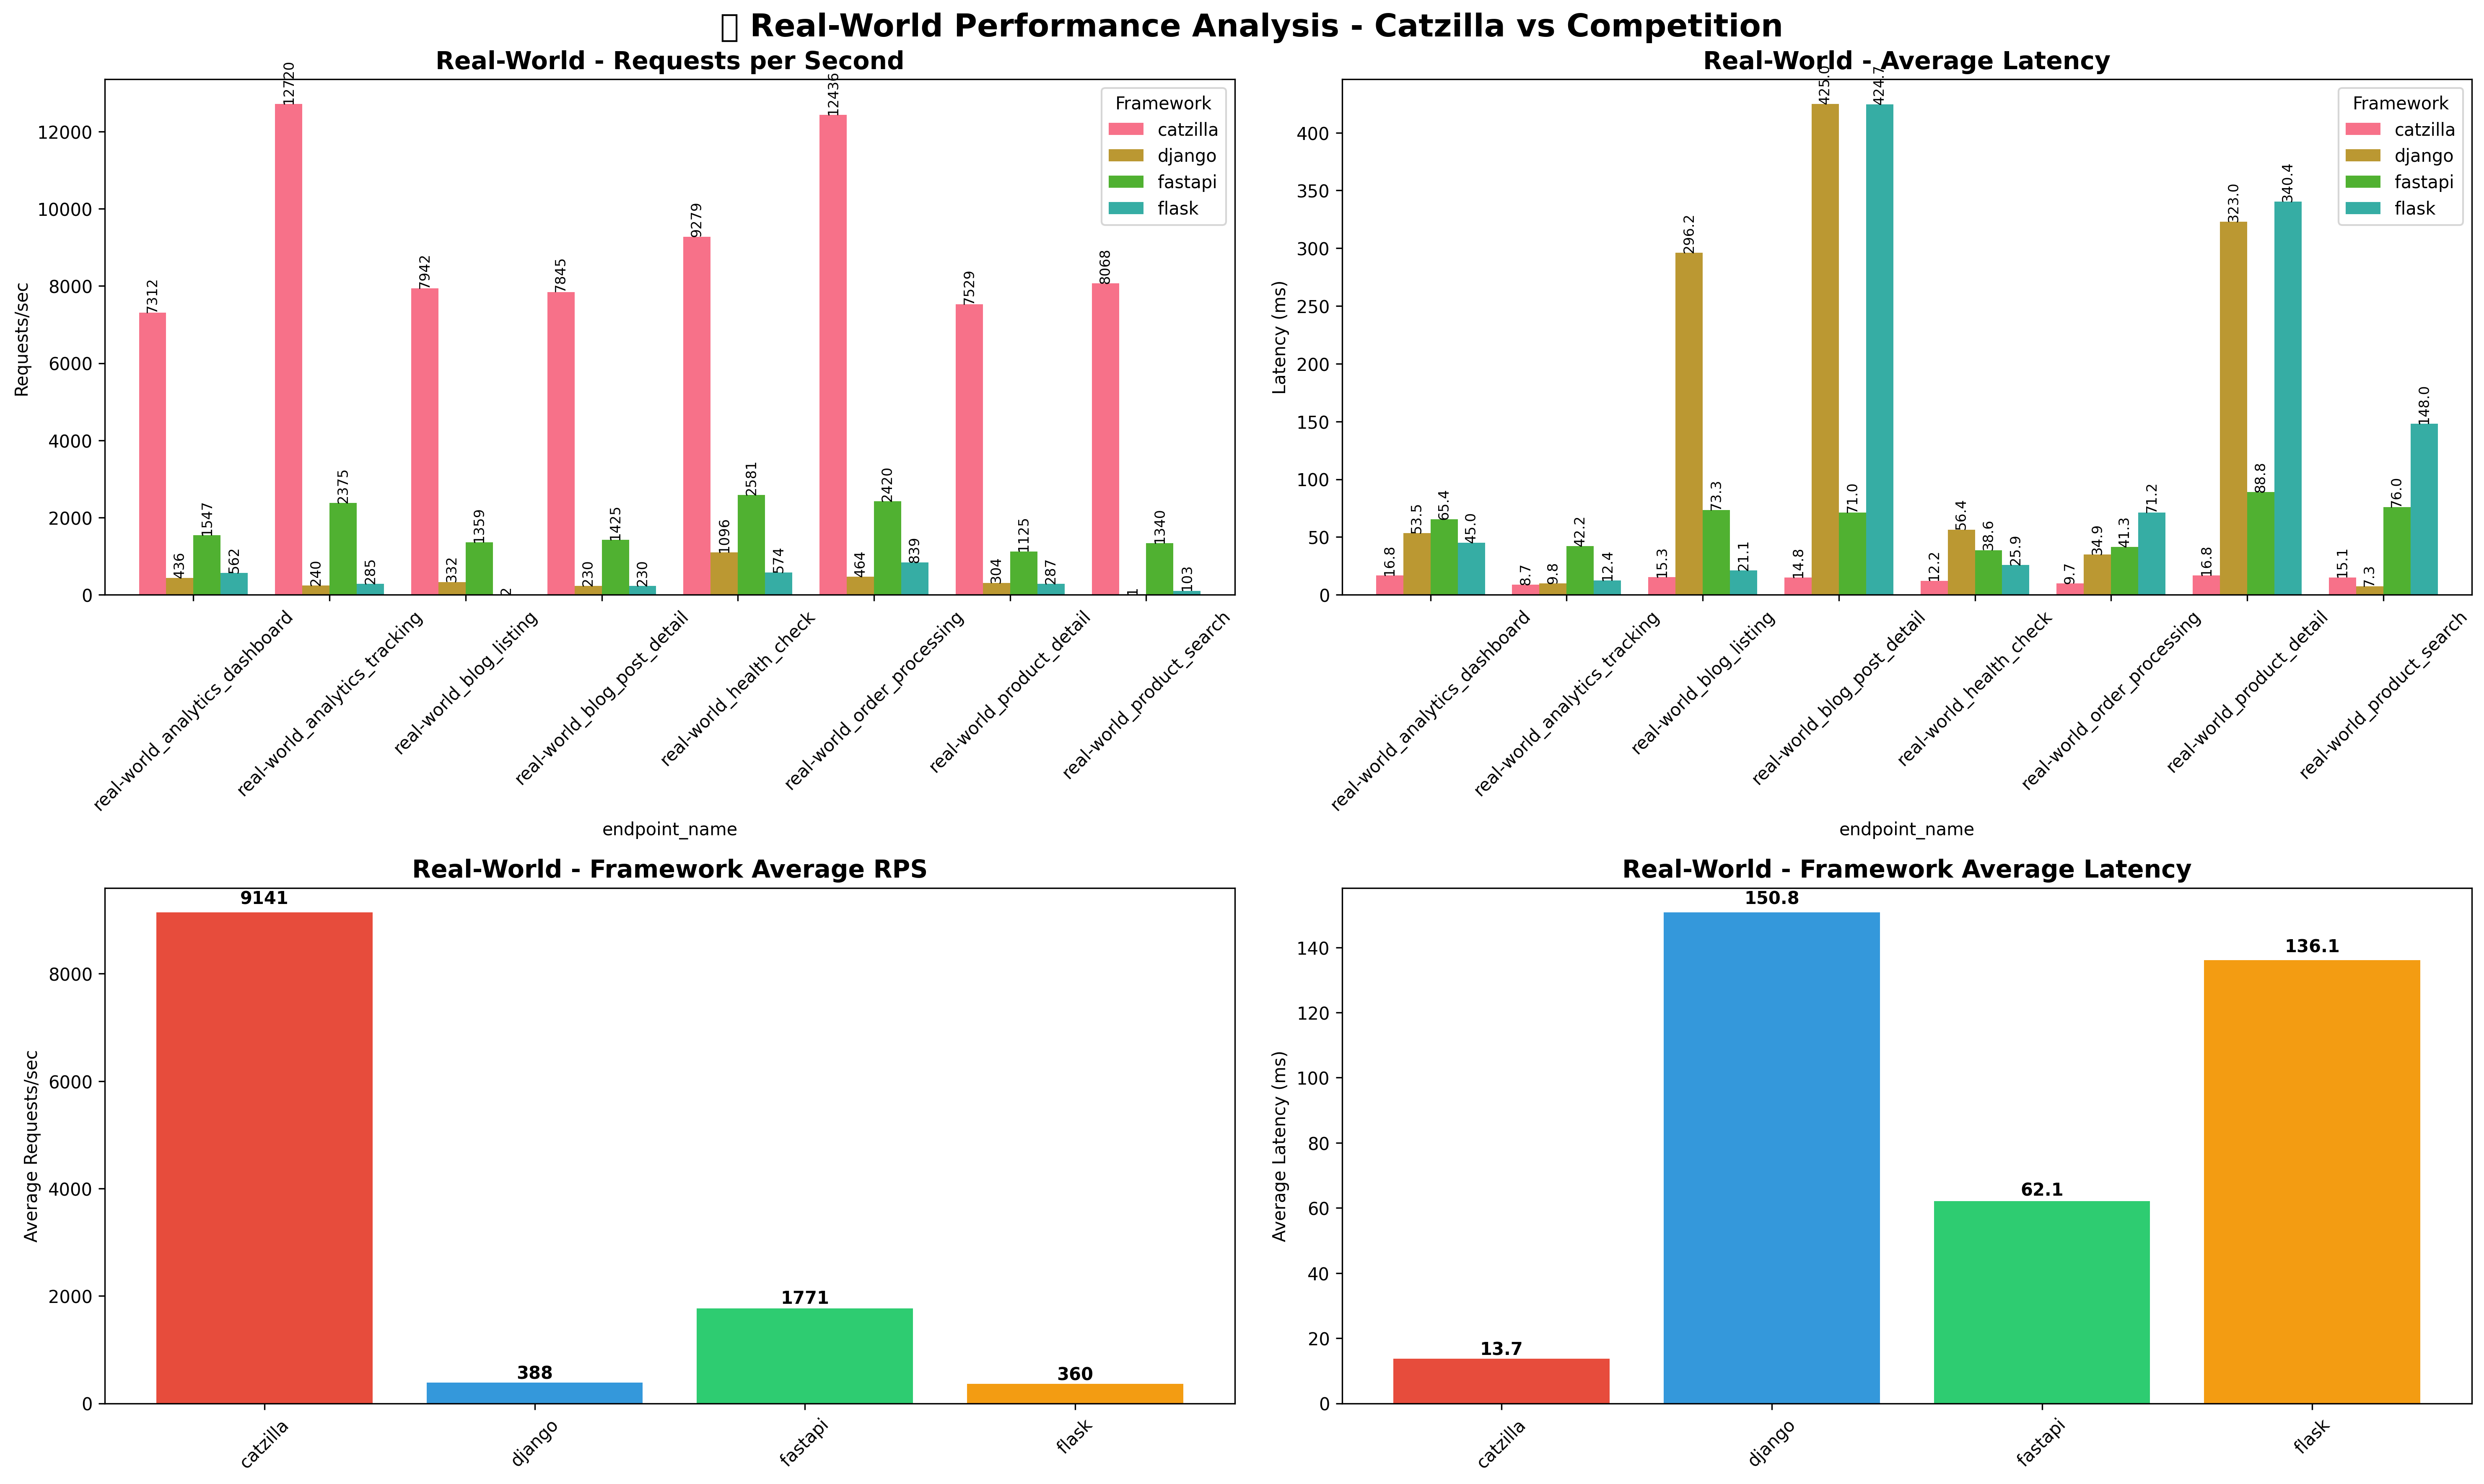 Real-World Performance Analysis - Catzilla vs Competition
Real-World - Requests per Second
Requests/sec
12000
10000
8000
6000
4000
2000
0
7312
436
1547
562
12720
240
2375
285
7942
332
1359
2
7845
230
1425
230
9279
1096
2581
574
12436
464
2420
839
7529
304
1125
287
8068
1
1340
103
Framework
catzilla
django
fastapi
flask
real-world_analytics_dashboard
real-world_analytics_tracking
real-world_blog_listing
real-world_blog_post_detail
real-world_health_check
real-world_order_processing
real-world_product_detail
real-world_product_search
endpoint_name
Real-World - Average Latency
Latency (ms)
400
350
300
250
200
150
100
50
0
16.8
53.5
65.4
45.0
8.7
9.8
42.2
12.4
15.3
296.2
73.3
21.1
14.8
425.0
71.0
424.7
12.2
56.4
38.6
25.9
9.7
34.9
41.3
71.2
16.8
323.0
88.8
340.4
15.1
7.3
76.0
148.0
Framework
catzilla
django
fastapi
flask
real-world_analytics_dashboard
real-world_analytics_tracking
real-world_blog_listing
real-world_blog_post_detail
real-world_health_check
real-world_order_processing
real-world_product_detail
real-world_product_search
endpoint_name
Real-World - Framework Average RPS
Average Requests/sec
8000
6000
4000
2000
0
9141
388
1771
360
catzilla
django
fastapi
flask
Real-World - Framework Average Latency
Average Latency (ms)
140
120
100
80
60
40
20
0
13.7
150.8
62.1
136.1
catzilla
django
fastapi
flask